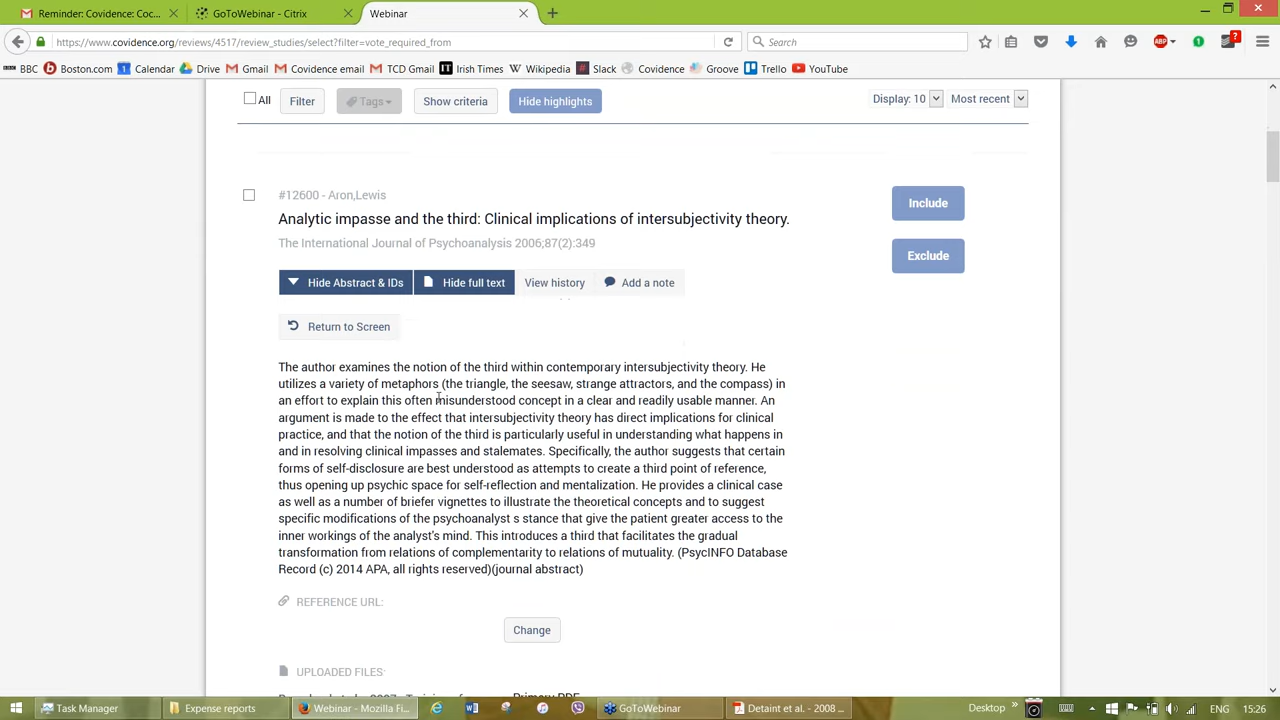 Reminder: Covidence: Coc...
GoToWebinar - Citrix
Webinar
https://www.covidence.org/reviews/4517/review_studies/select?filter=vote_required_from
Search
ABP
1
?
BBC
Boston.com
Calendar
Drive
Gmail
Covidence email
TCD Gmail
Irish Times
Wikipedia
Slack
Covidence
Groove
Trello
YouTube
All
Filter
Tags
Show criteria
Hide highlights
Display: 10
Most recent
#12600 - Aron,Lewis
Analytic impasse and the third: Clinical implications of intersubjectivity theory.
The International Journal of Psychoanalysis 2006;87(2):349
Include
Exclude
Hide Abstract & IDs
Hide full text
View history
Add a note
Return to Screen
The author examines the notion of the third within contemporary intersubjectivity theory. He
utilizes a variety of metaphors (the triangle, the seesaw, strange attractors, and the compass) in
an effort to explain this often misunderstood concept in a clear and readily usable manner. An
argument is made to the effect that intersubjectivity theory has direct implications for clinical
practice, and that the notion of the third is particularly useful in understanding what happens in
and in resolving clinical impasses and stalemates. Specifically, the author suggests that certain
forms of self-disclosure are best understood as attempts to create a third point of reference,
thus opening up psychic space for self-reflection and mentalization. He provides a clinical case
as well as a number of briefer vignettes to illustrate the theoretical concepts and to suggest
specific modifications of the psychoanalyst s stance that give the patient greater access to the
inner workings of the analyst's mind. This introduces a third that facilitates the gradual
transformation from relations of complementarity to relations of mutuality. (PsycINFO Database
Record (c) 2014 APA, all rights reserved)(journal abstract)
REFERENCE URL:
Change
UPLOADED FILES:
Primary PDF
Task Manager
Expense reports
Webinar - Mozilla Fi...
GoToWebinar
Detaint et al. - 2008 ...
Desktop
ENG
15:26